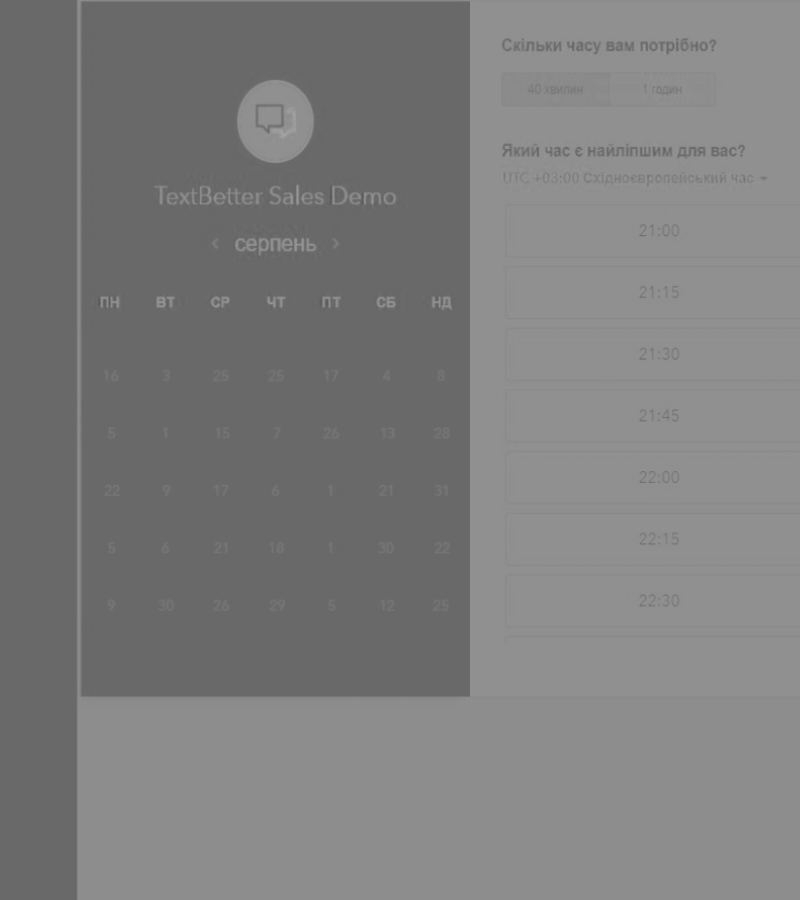 TextBetter Sales Demo
‹ серпень ›
ПН ВТ СР ЧТ ПТ СБ НД
16 3 25 25 17 4 8
5 1 15 7 26 13 28
22 9 17 6 1 21 31
5 6 21 18 1 30 22
9 30 26 29 5 12 25
Скільки часу вам потрібно?
40 хвилин 1 годин
Який час є найліпшим для вас?
UTC +03:00 Східноєвропейський час
21:00
21:15
21:30
21:45
22:00
22:15
22:30